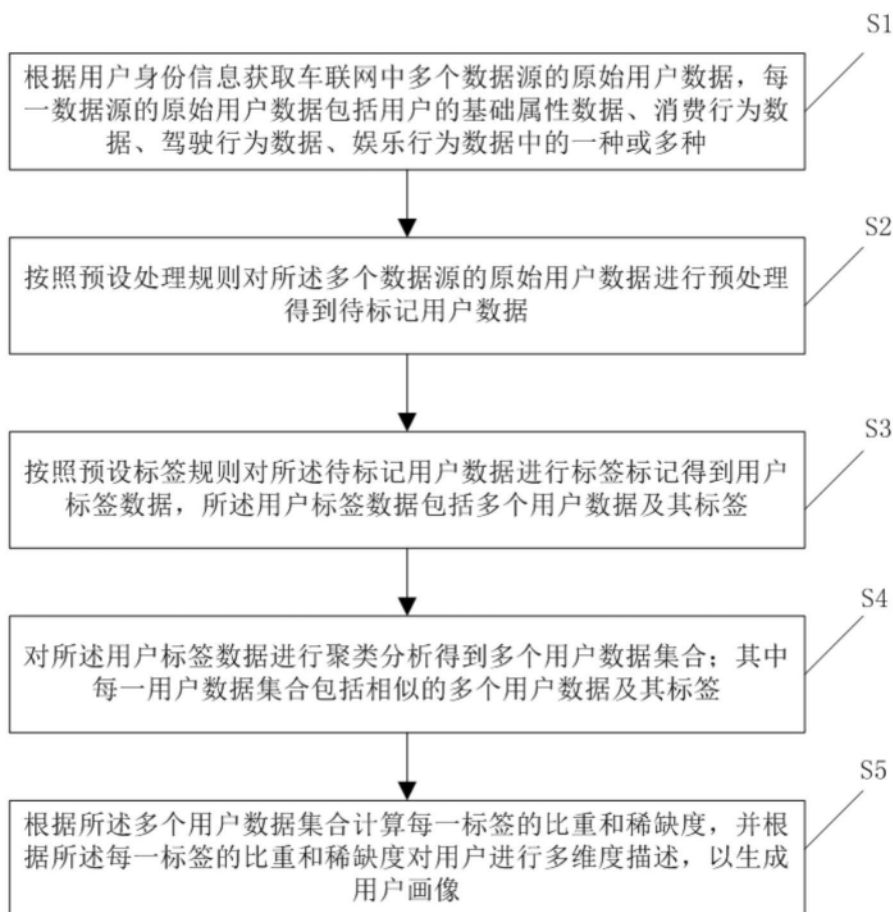 S1
根据用户身份信息获取车联网中多个数据源的原始用户数据，每
一数据源的原始用户数据包括用户的基础属性数据、消费行为数
据、驾驶行为数据、娱乐行为数据中的一种或多种
S2
按照预设处理规则对所述多个数据源的原始用户数据进行预处理
得到待标记用户数据
S3
按照预设标签规则对所述待标记用户数据进行标签标记得到用户
标签数据，所述用户标签数据包括多个用户数据及其标签
S4
对所述用户标签数据进行聚类分析得到多个用户数据集合；其中
每一用户数据集合包括相似的多个用户数据及其标签
S5
根据所述多个用户数据集合计算每一标签的比重和稀缺度，并根
据所述每一标签的比重和稀缺度对用户进行多维度描述，以生成
用户画像